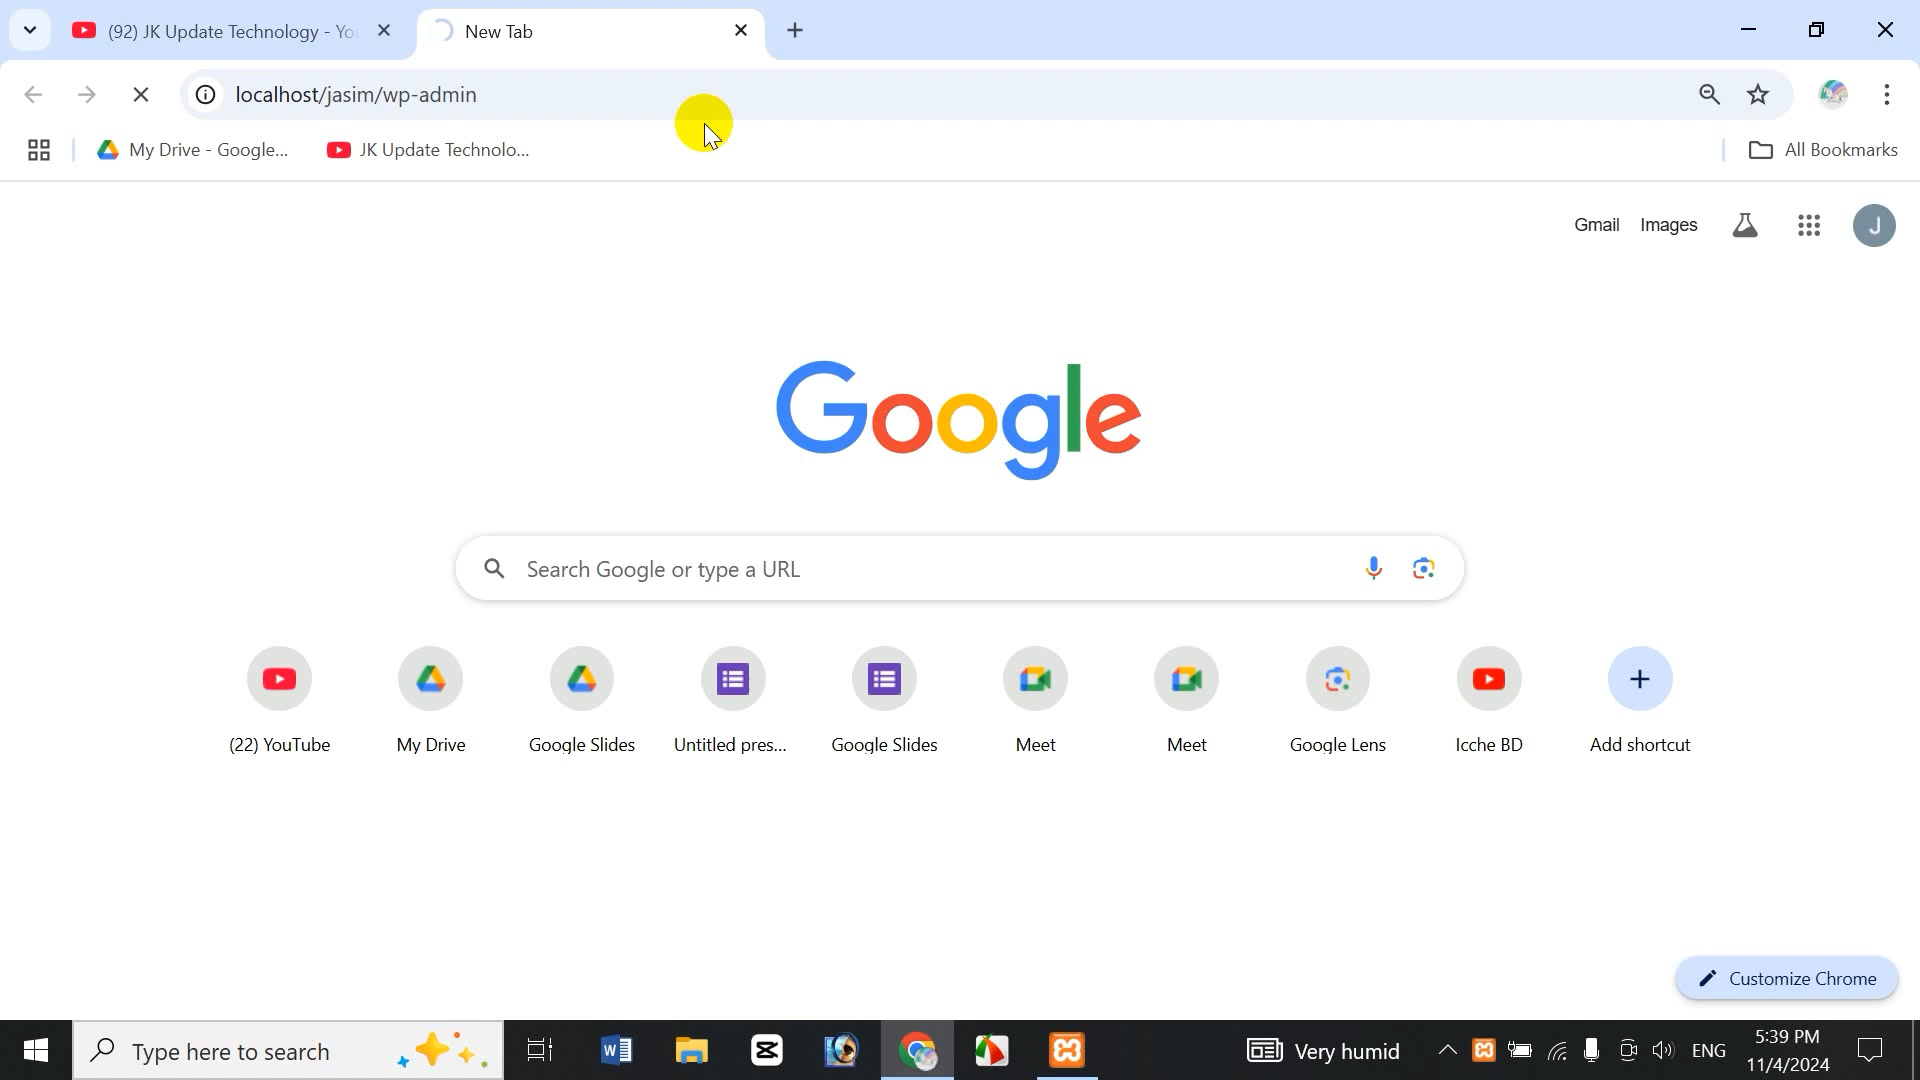 (92) JK Update Technology - You
New Tab
localhost/jasim/wp-admin
My Drive - Google...
JK Update Technolo...
All Bookmarks
Gmail
Images
J
Google
Search Google or type a URL
(22) YouTube
My Drive
Google Slides
Untitled pres...
Google Slides
Meet
Meet
Google Lens
Icche BD
Add shortcut
Customize Chrome
Type here to search
Very humid
ENG
5:39 PM
11/4/2024